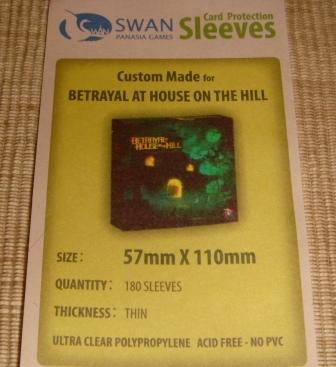 SWAN
SWAN
PANASIA GAMES
Card Protection
Sleeves
Custom Made for
BETRAYAL AT HOUSE ON THE HILL
BETRAYAL
HOUSE ON THE HILL
SIZE: 57mm X 110mm
QUANTITY: 180 SLEEVES
THICKNESS: THIN
ULTRA CLEAR POLYPROPYLENE ACID FREE - NO PVC